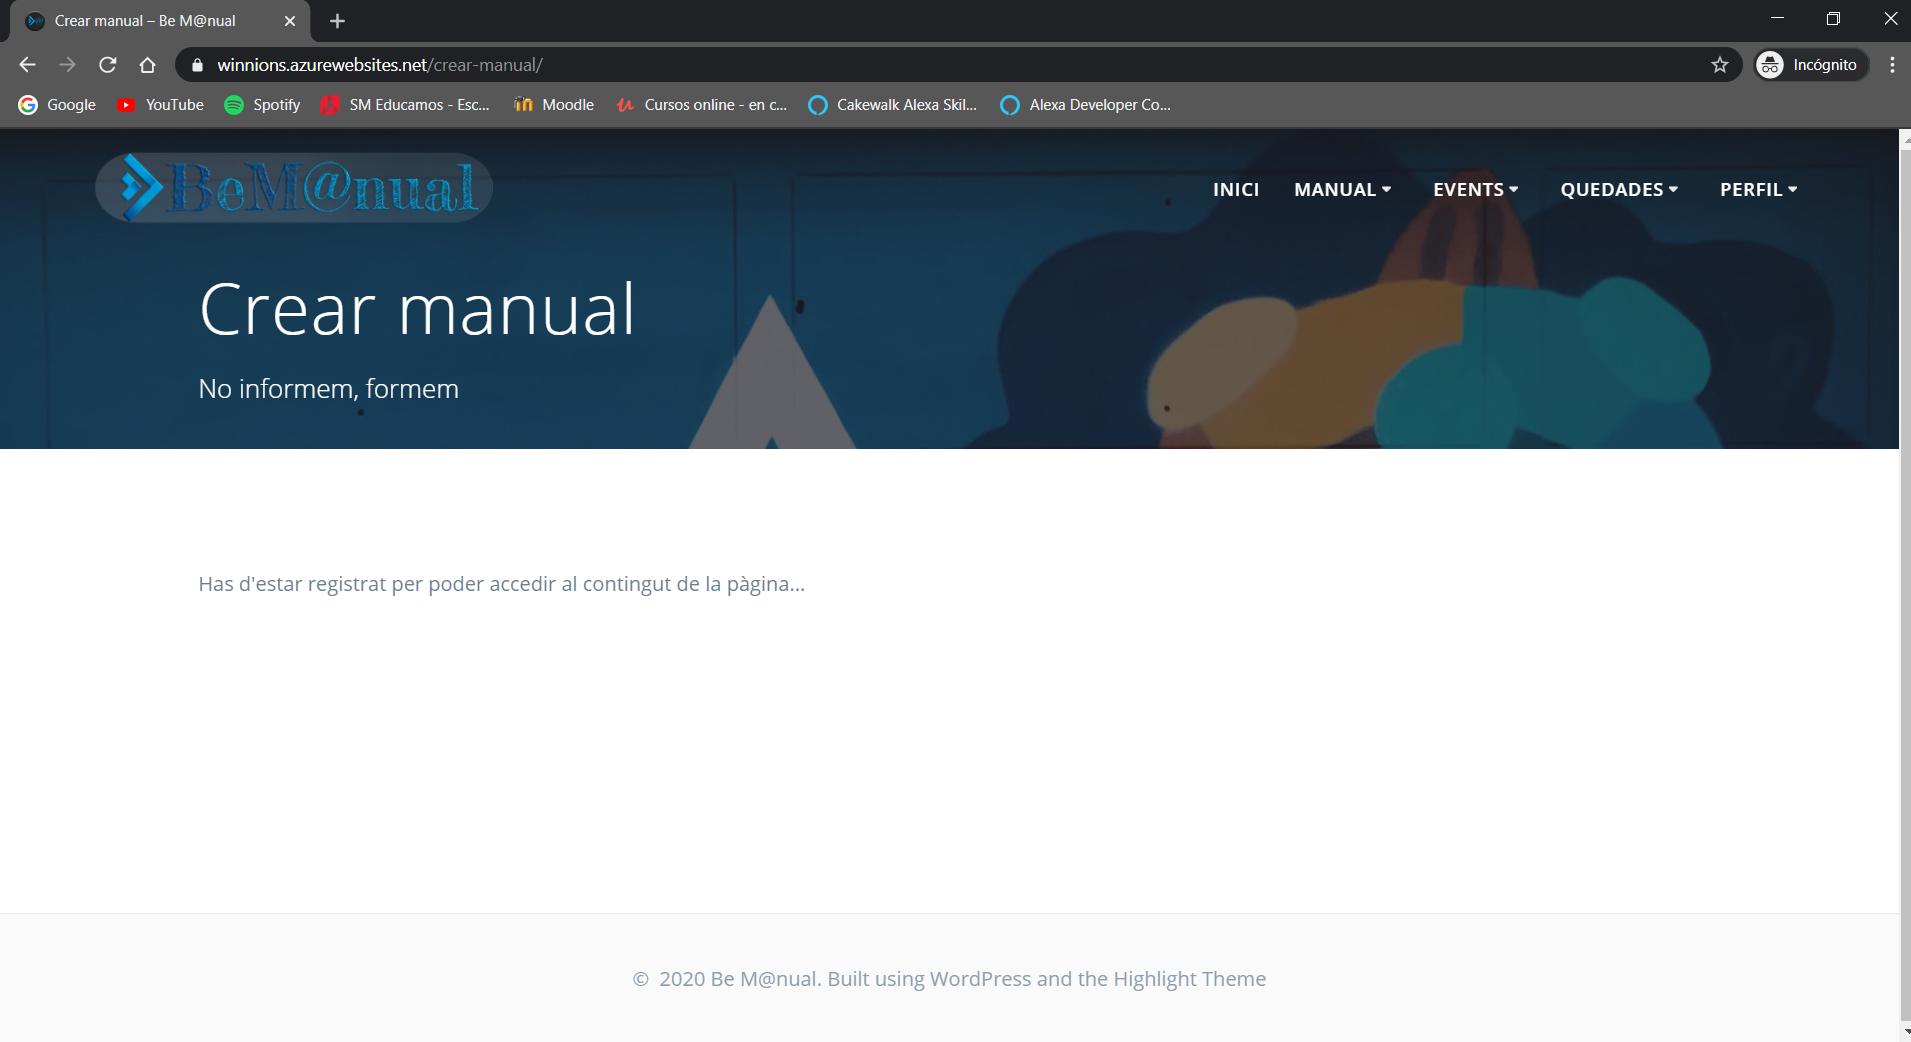 Crear manual – Be M@nual
winnions.azurewebsites.net/crear-manual/
Incógnito
Google YouTube Spotify SM Educamos - Esc... Moodle Cursos online - en c... Cakewalk Alexa Skil... Alexa Developer Co...
BeM@nual
INICI MANUAL EVENTS QUEDADES PERFIL
Crear manual
No informem, formem
Has d'estar registrat per poder accedir al contingut de la pàgina...
© 2020 Be M@nual. Built using WordPress and the Highlight Theme